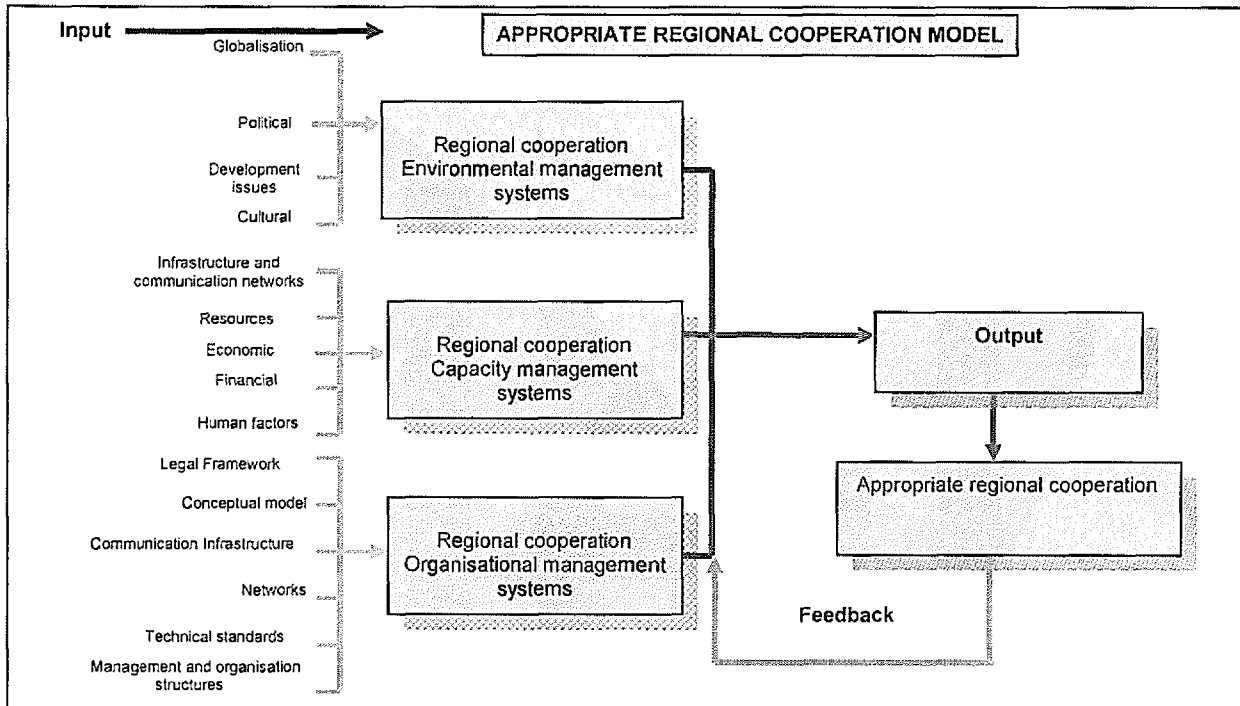 Input
APPROPRIATE REGIONAL COOPERATION MODEL
Globalisation
Political
Development
issues
Cultural
Regional cooperation
Environmental management
systems
Infrastructure and
communication networks
Resources
Economic
Financial
Human factors
Regional cooperation
Capacity management
systems
Legal Framework
Conceptual model
Communication Infrastructure
Networks
Technical standards
Management and organisation
structures
Regional cooperation
Organisational management
systems
Output
Appropriate regional cooperation
Feedback